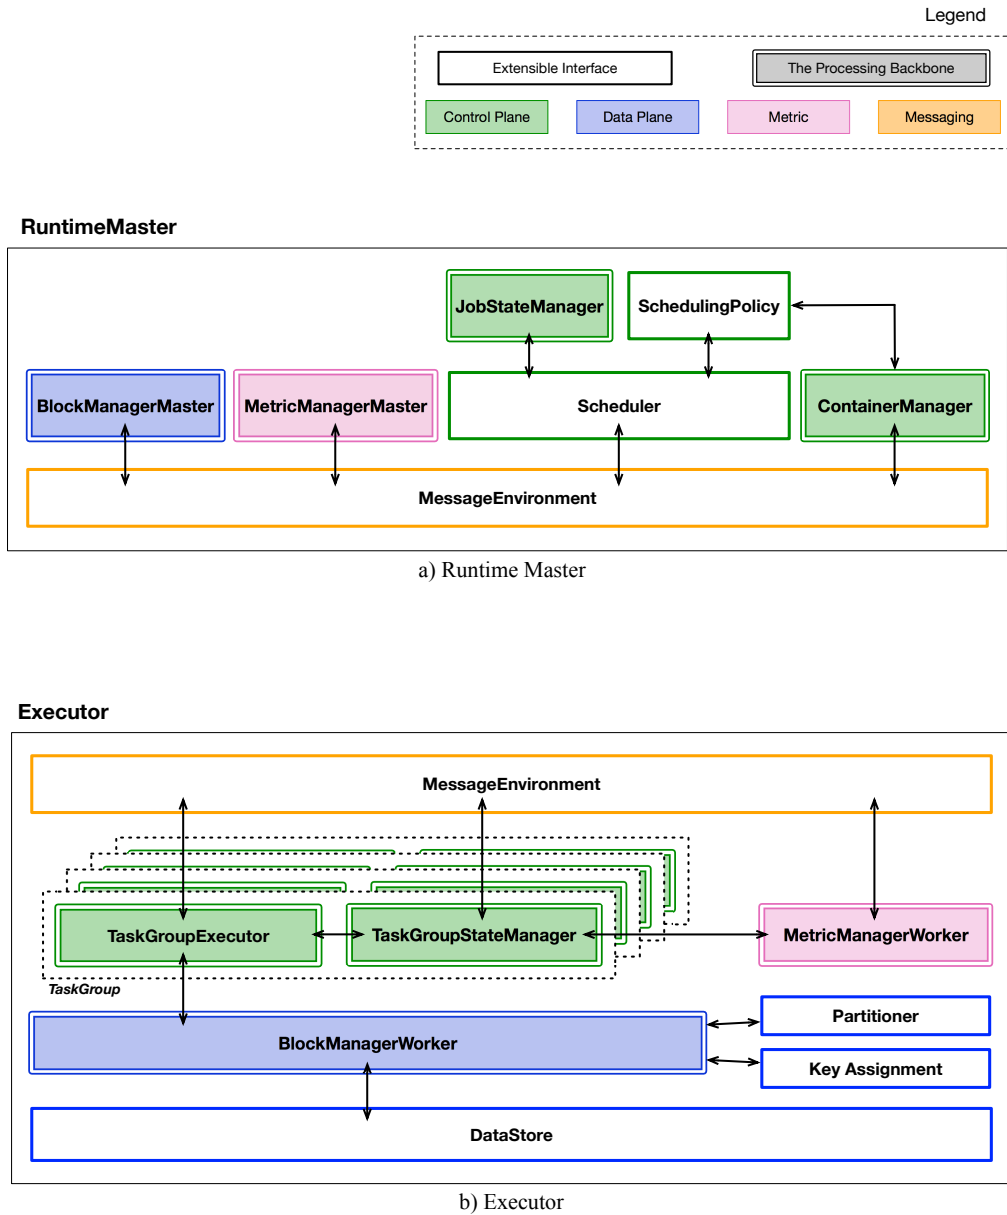 Legend
Extensible Interface
The Processing Backbone
Control Plane
Data Plane
Metric
Messaging
RuntimeMaster
JobStateManager
SchedulingPolicy
BlockManagerMaster
MetricManagerMaster
Scheduler
ContainerManager
MessageEnvironment
a) Runtime Master
Executor
MessageEnvironment
TaskGroupExecutor
TaskGroupStateManager
MetricManagerWorker
TaskGroup
Partitioner
BlockManagerWorker
Key Assignment
DataStore
b) Executor